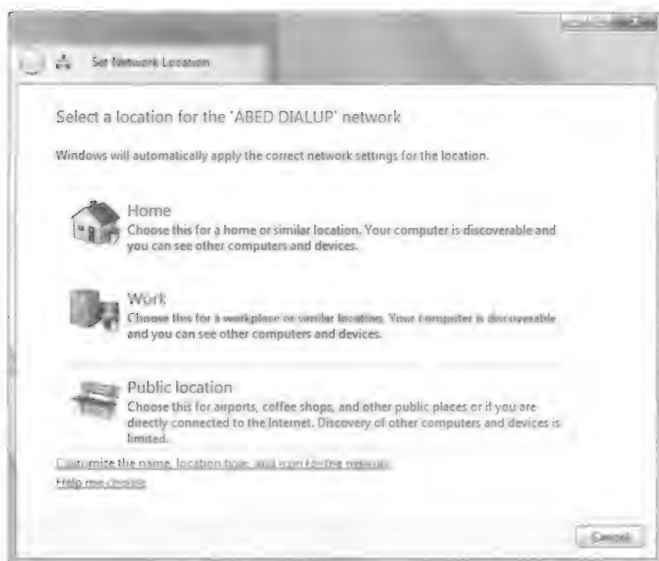 Set Network Location
Select a location for the 'ABED DIALUP' network
Windows will automatically apply the correct network settings for the location.
Home
Choose this for a home or similar location. Your computer is discoverable and
you can see other computers and devices.
Work
Choose this for a workplace or similar location. Your computer is discoverable
and you can see other computers and devices.
Public location
Choose this for airports, coffee shops, and other public places or if you are
directly connected to the Internet. Discovery of other computers and devices is
limited.
Customize the name, location type, and icon for the network
Help me choose
Cancel